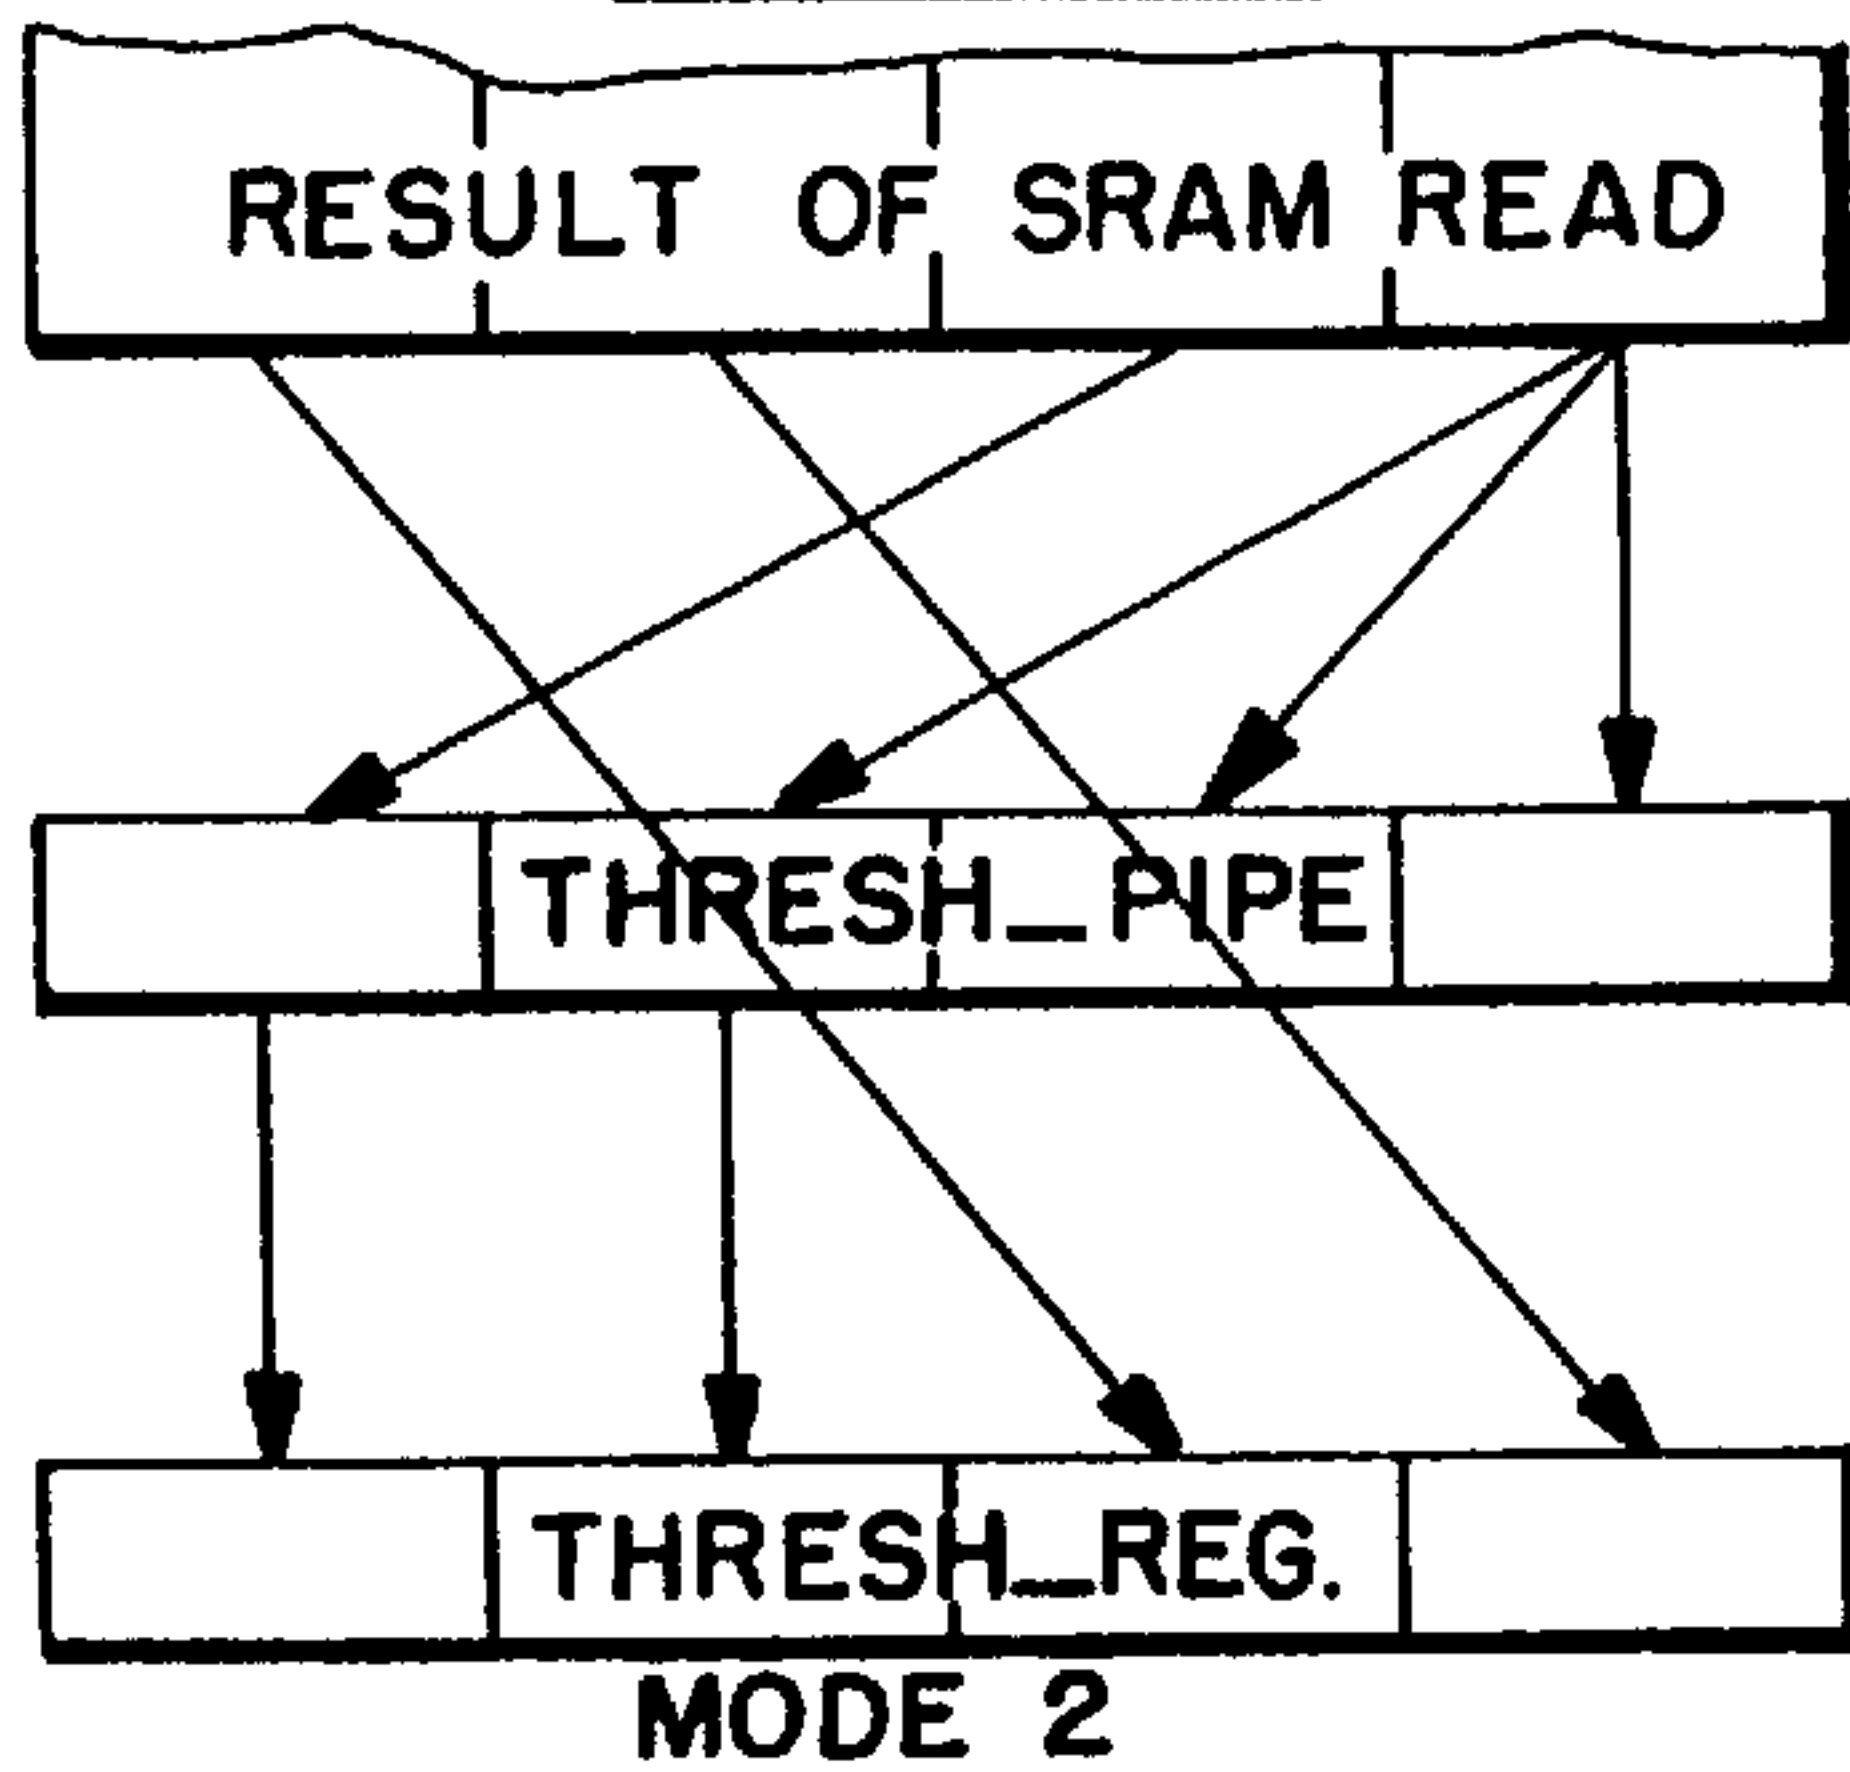 RESULT OF SRAM READ
THRESH_PIPE
THRESH_REG.
MODE 2